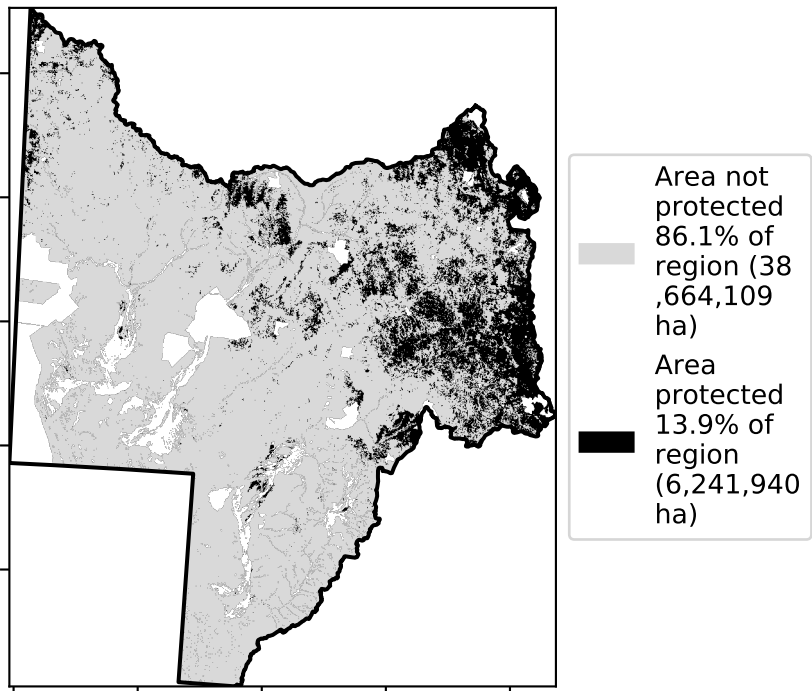 Area not
protected
86.1% of
region (38
,664,109
ha)
Area
protected
13.9% of
region
(6,241,940
ha)